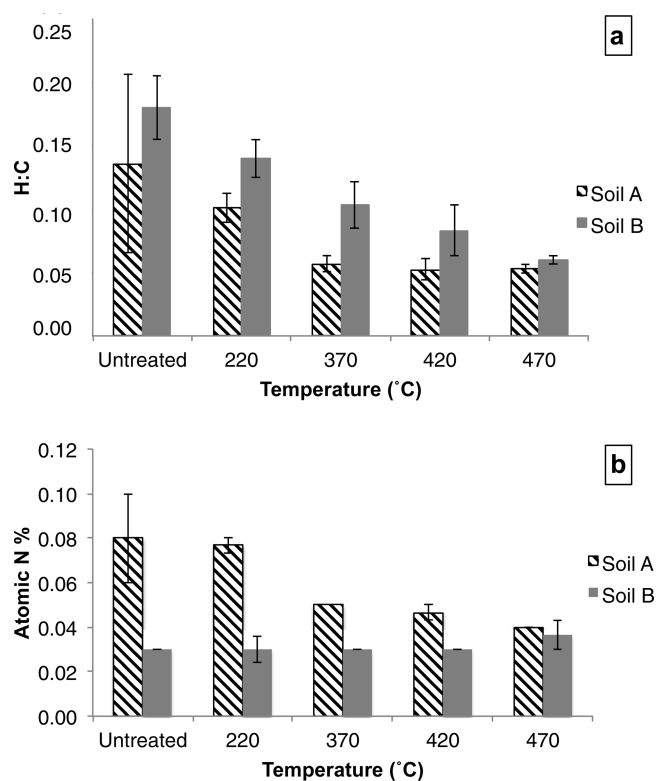 a
0.25
0.20
0.15
0.10
0.05
0.00
H:C
Soil A
Soil B
Untreated 220 370 420 470
Temperature (˚C)
b
0.12
0.10
0.08
0.06
0.04
0.02
0.00
Atomic N %
Soil A
Soil B
Untreated 220 370 420 470
Temperature (˚C)